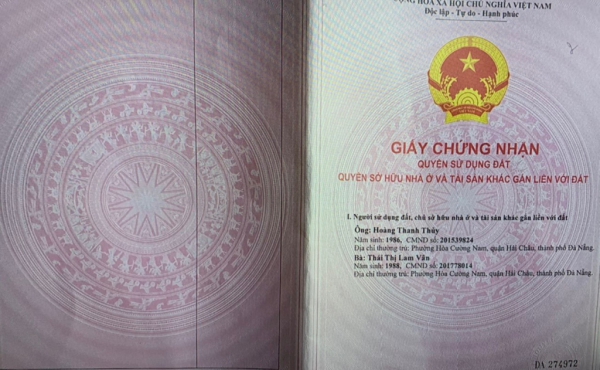 CỘNG HÒA XÃ HỘI CHỦ NGHĨA VIỆT NAM
Độc lập - Tự do - Hạnh phúc
GIẤY CHỨNG NHẬN
QUYỀN SỬ DỤNG ĐẤT
QUYỀN SỞ HỮU NHÀ Ở VÀ TÀI SẢN KHÁC GẮN LIỀN VỚI ĐẤT
I. Người sử dụng đất, chủ sở hữu nhà ở và tài sản khác gắn liền với đất
Ông: Hoàng Thanh Thủy
Năm sinh: 1986, CMND số: 201539824
Địa chỉ thường trú: Phường Hòa Cường Nam, quận Hải Châu, thành phố Đà Nẵng.
Bà: Thái Thị Lam Vân
Năm sinh: 1988, CMND số: 201778014
Địa chỉ thường trú: Phường Hòa Cường Nam, quận Hải Châu, thành phố Đà Nẵng.
DA 274972